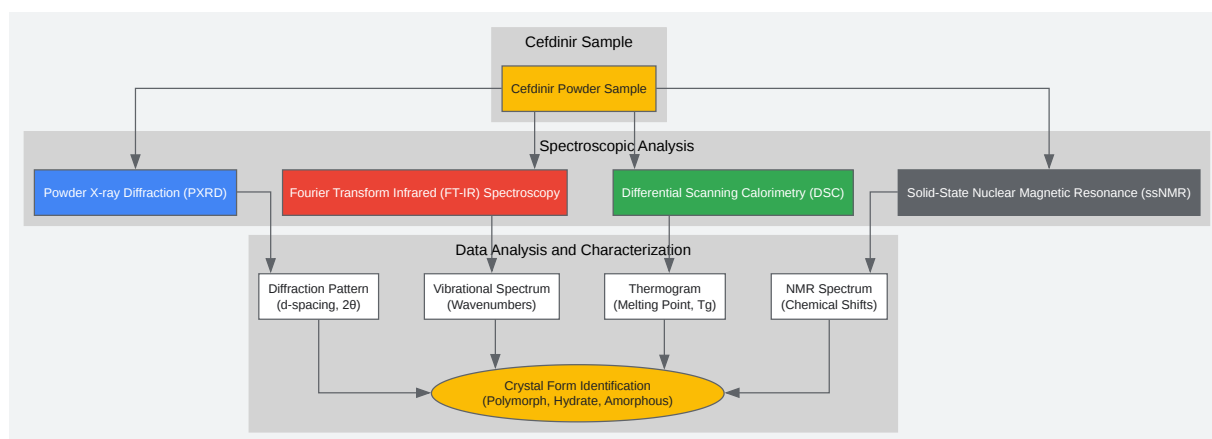 Cefdinir Sample
Cefdinir Powder Sample
Spectroscopic Analysis
Powder X-ray Diffraction (PXRD)
Fourier Transform Infrared (FT-IR) Spectroscopy
Differential Scanning Calorimetry (DSC)
Solid-State Nuclear Magnetic Resonance (ssNMR)
Data Analysis and Characterization
Diffraction Pattern
(d-spacing, 2θ)
Vibrational Spectrum
(Wavenumbers)
Thermogram
(Melting Point, Tg)
NMR Spectrum
(Chemical Shifts)
Crystal Form Identification
(Polymorph, Hydrate, Amorphous)